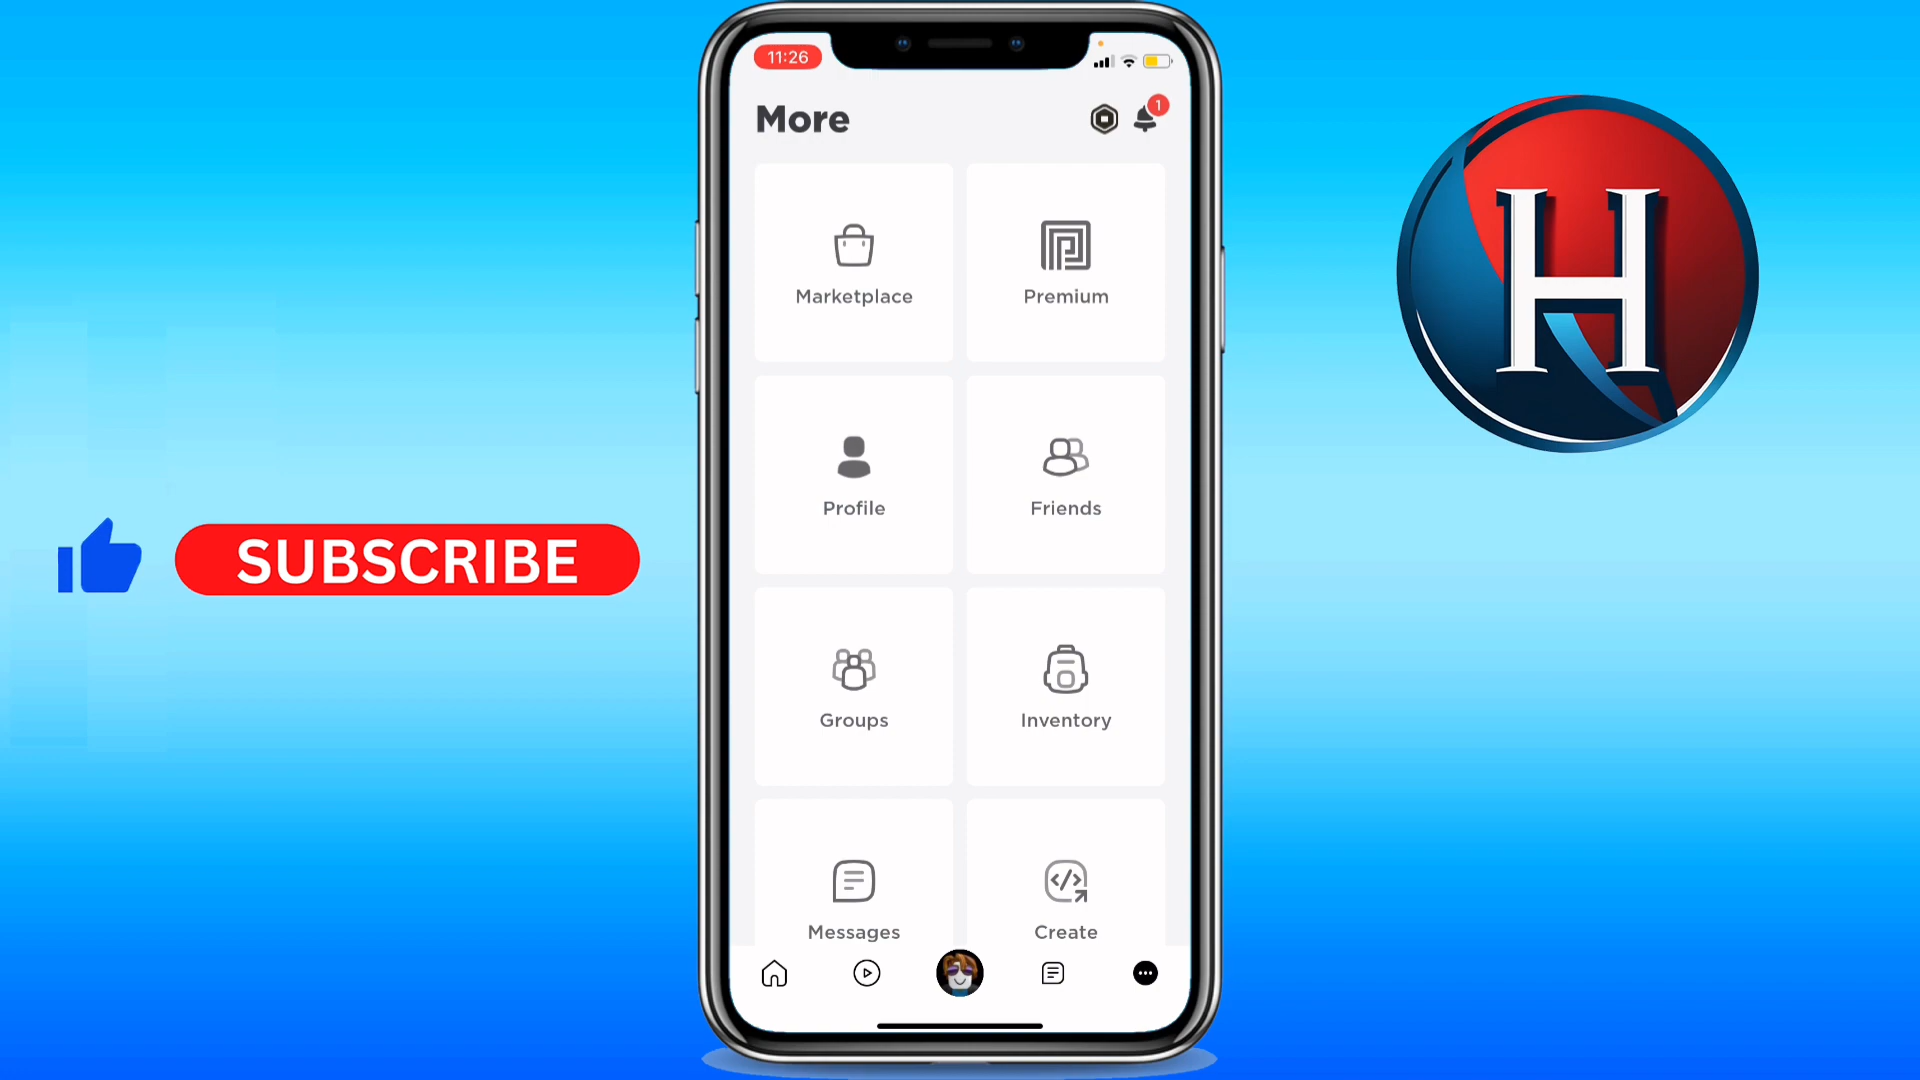 11:26
More
1
Marketplace
Premium
Profile
Friends
Groups
Inventory
Messages
Create
SUBSCRIBE
H